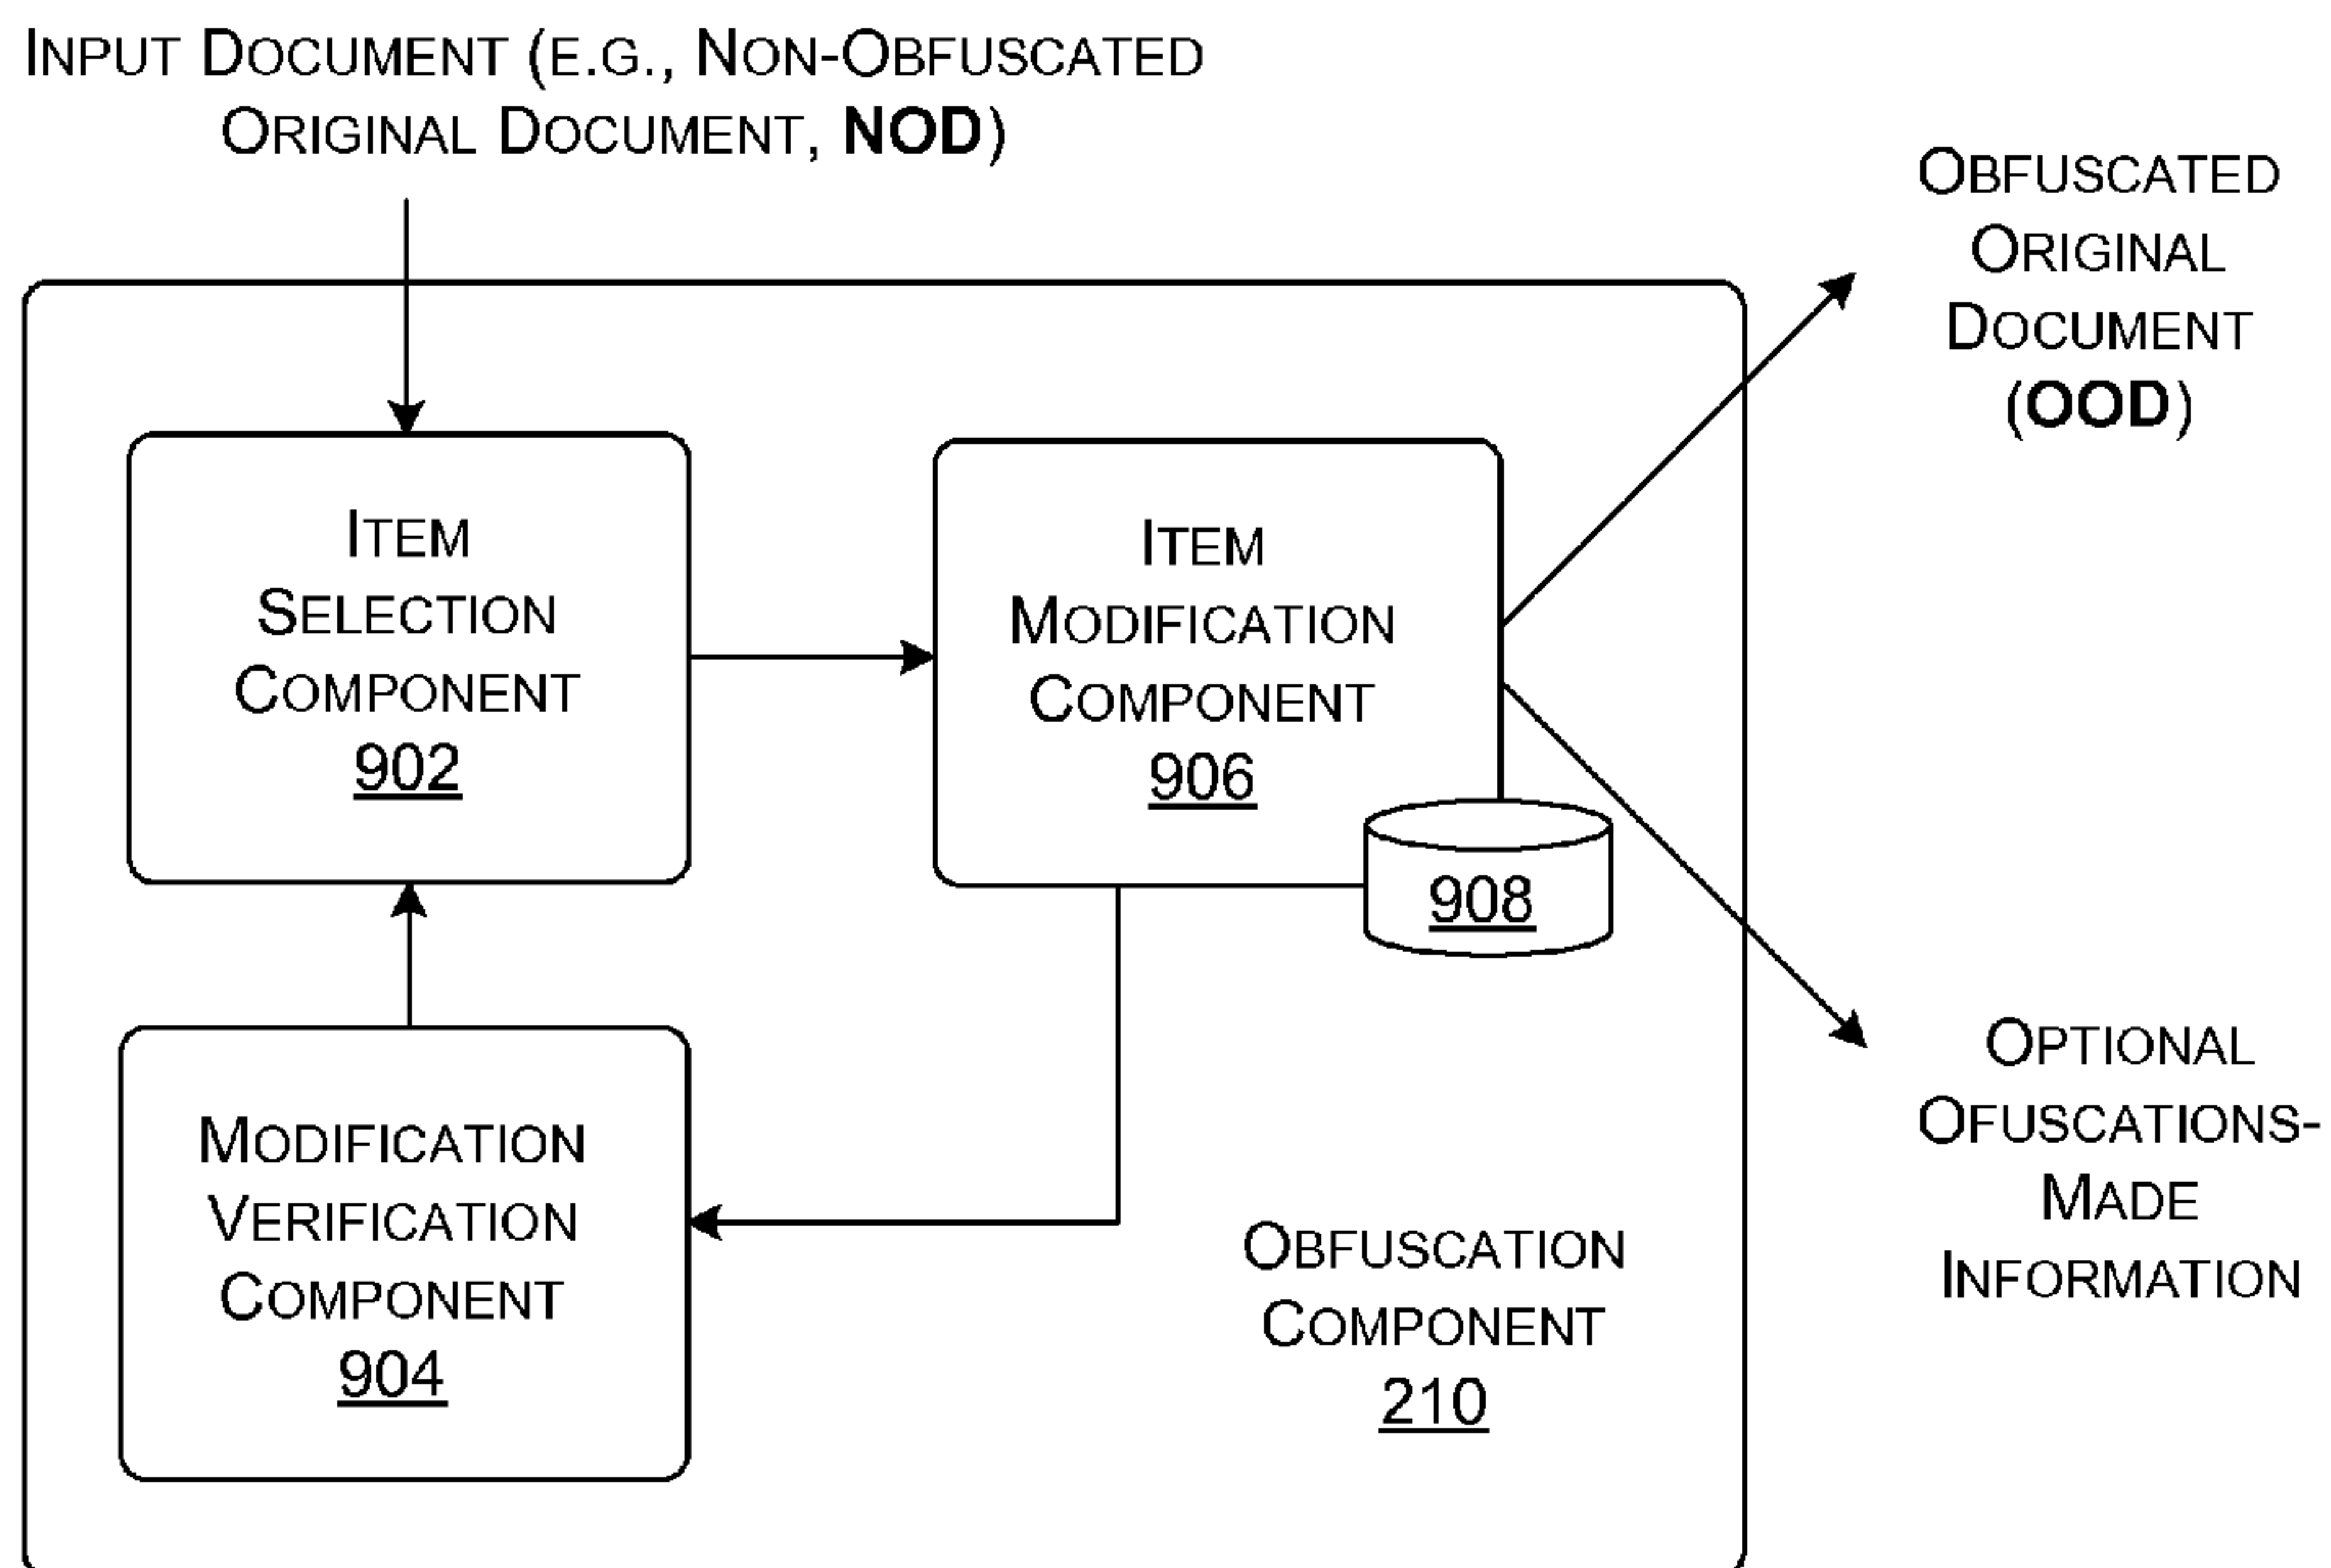 INPUT DOCUMENT (E.G., NON-OBFUSCATED
ORIGINAL DOCUMENT, NOD)
OBFUSCATED
ORIGINAL
DOCUMENT
(OOD)
ITEM
SELECTION
COMPONENT
902
ITEM
MODIFICATION
COMPONENT
906
908
MODIFICATION
VERIFICATION
COMPONENT
904
OBFUSCATION
COMPONENT
210
OPTIONAL
OFUSCATIONS-
MADE
INFORMATION